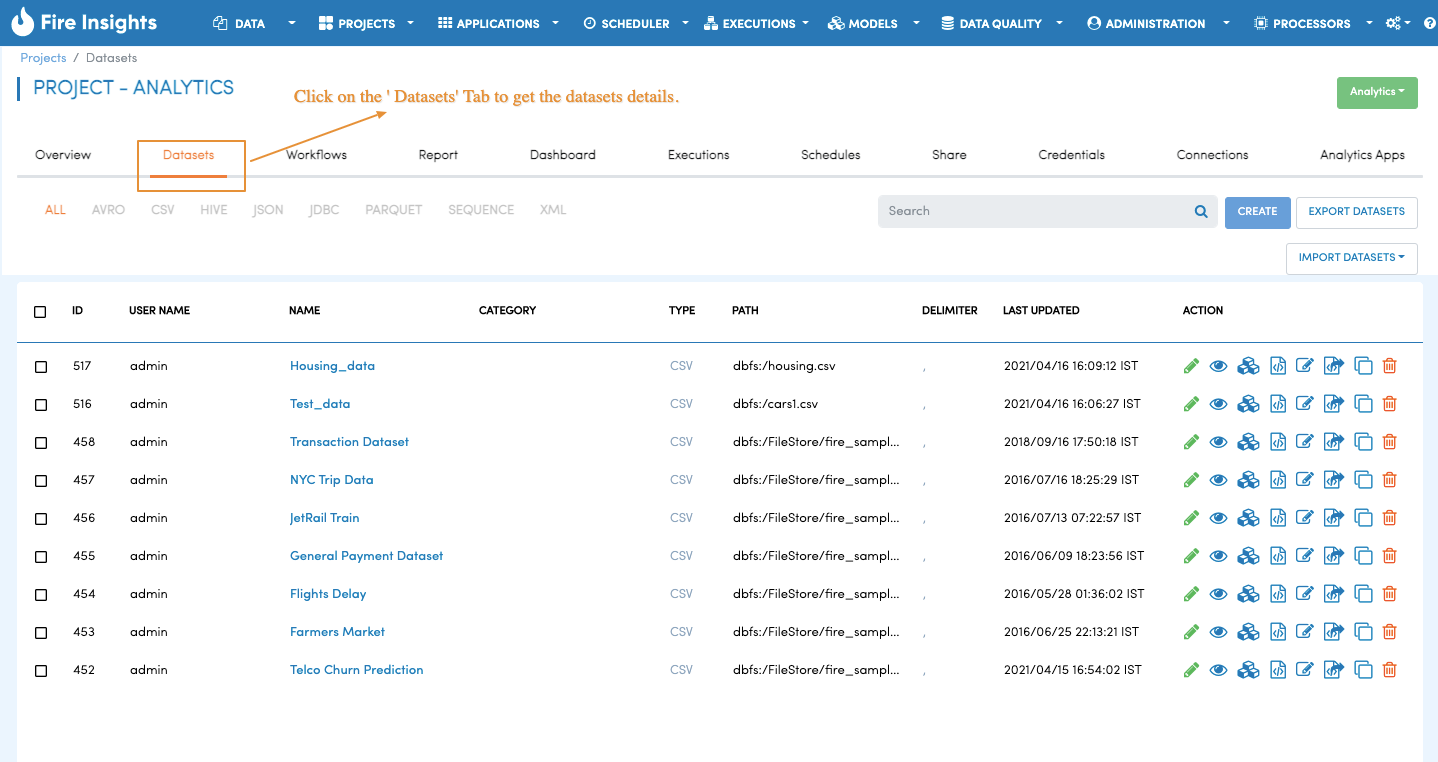 Fire Insights DATA PROJECTS APPLICATIONS SCHEDULER EXECUTIONS MODELS DATA QUALITY ADMINISTRATION PROCESSORS
Projects / Datasets
PROJECT - ANALYTICS
Click on the ' Datasets' Tab to get the datasets details.
Analytics
Overview Datasets Workflows Report Dashboard Executions Schedules Share Credentials Connections Analytics Apps
ALL AVRO CSV HIVE JSON JDBC PARQUET SEQUENCE XML Search CREATE EXPORT DATASETS
IMPORT DATASETS
ID USER NAME NAME CATEGORY TYPE PATH DELIMITER LAST UPDATED ACTION
517 admin Housing_data CSV dbfs:/housing.csv , 2021/04/16 16:09:12 IST
516 admin Test_data CSV dbfs:/cars1.csv , 2021/04/16 16:06:27 IST
458 admin Transaction Dataset CSV dbfs:/FileStore/fire_sampl... , 2018/09/16 17:50:18 IST
457 admin NYC Trip Data CSV dbfs:/FileStore/fire_sampl... , 2016/07/16 18:25:29 IST
456 admin JetRail Train CSV dbfs:/FileStore/fire_sampl... , 2016/07/13 07:22:57 IST
455 admin General Payment Dataset CSV dbfs:/FileStore/fire_sampl... , 2016/06/09 18:23:56 IST
454 admin Flights Delay CSV dbfs:/FileStore/fire_sampl... , 2016/05/28 01:36:02 IST
453 admin Farmers Market CSV dbfs:/FileStore/fire_sampl... , 2016/06/25 22:13:21 IST
452 admin Telco Churn Prediction CSV dbfs:/FileStore/fire_sampl... , 2021/04/15 16:54:02 IST